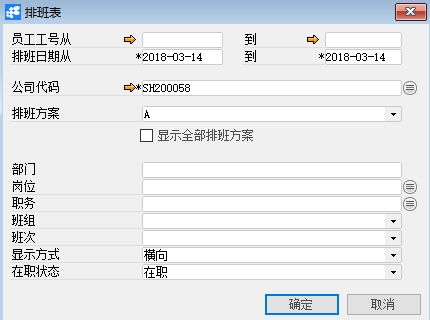 排班表
员工工号从 到
排班日期从 *2018-03-14 到 *2018-03-14
公司代码 *SH200058
排班方案 A
显示全部排班方案
部门
岗位
职务
班组
班次
显示方式 横向
在职状态 在职
确定 取消